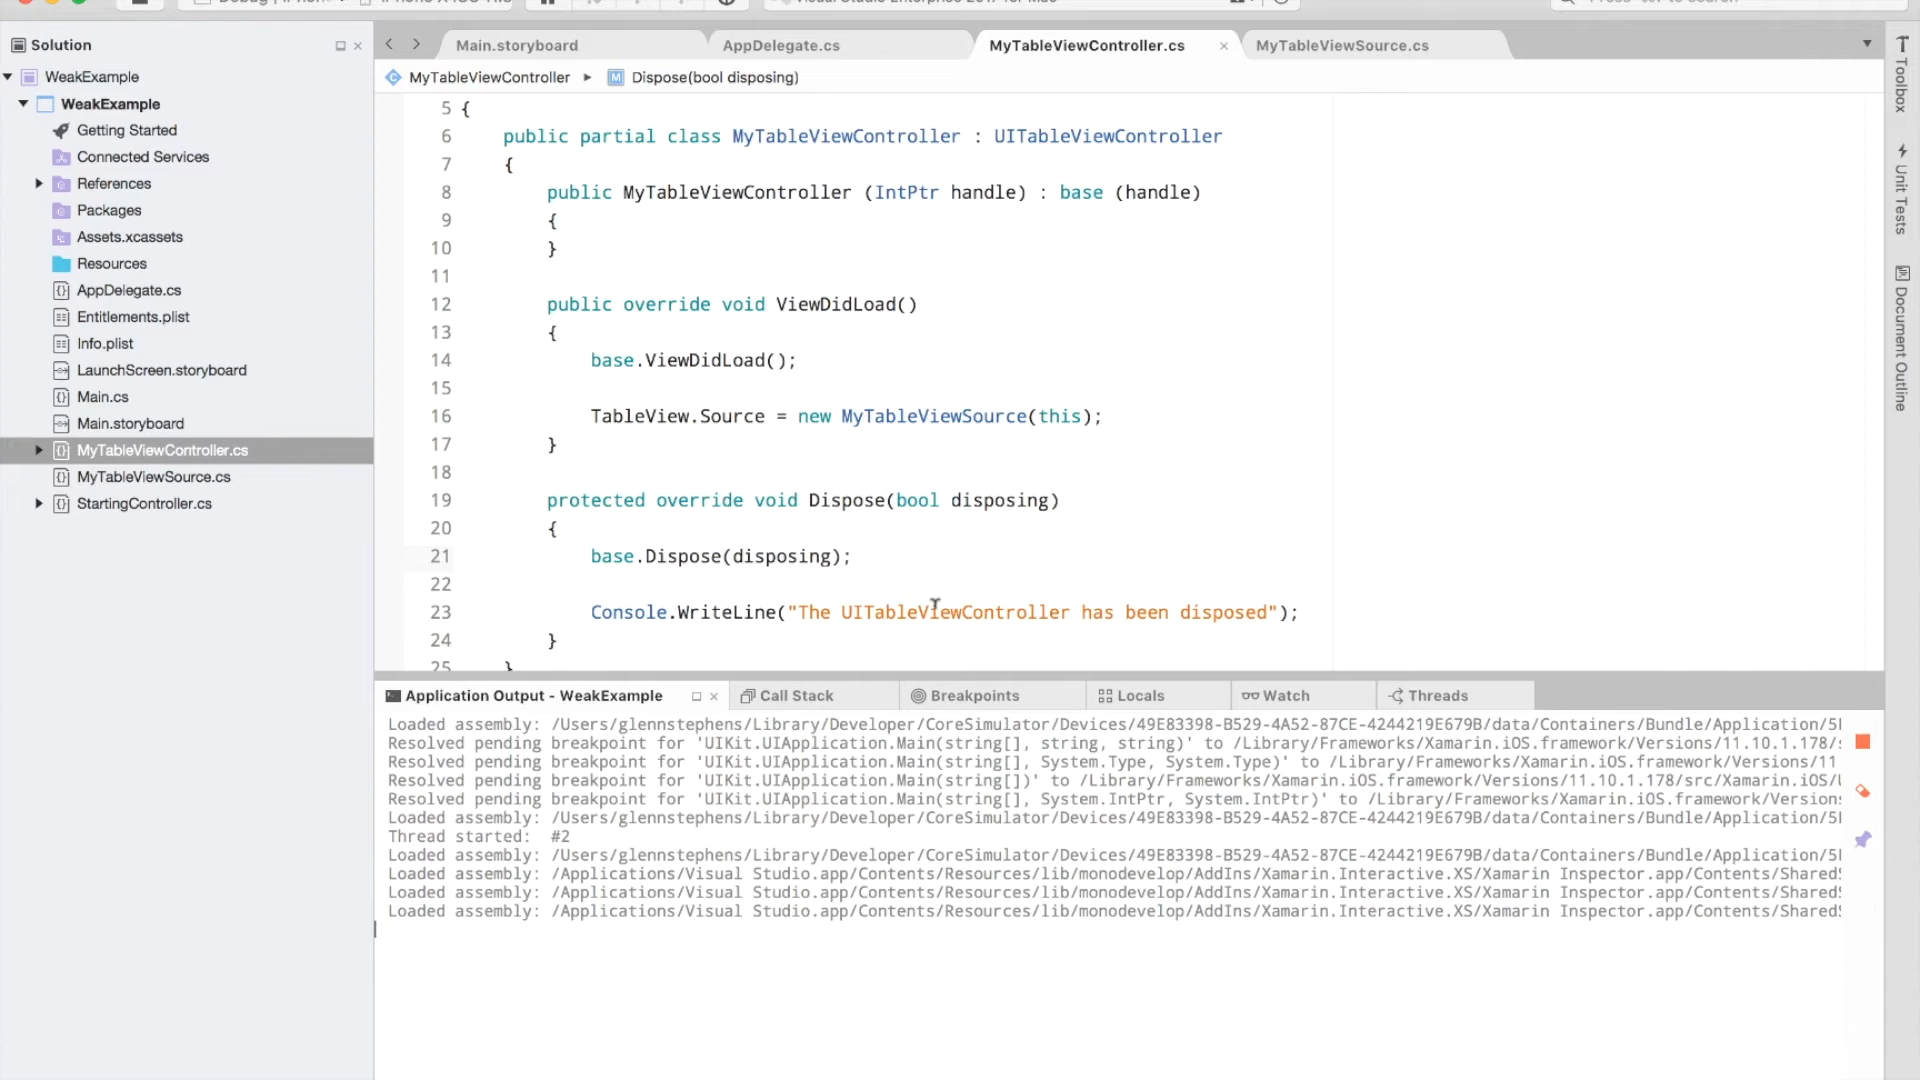 Solution
Main.storyboard
AppDelegate.cs
MyTableViewController.cs
MyTableViewSource.cs
MyTableViewController
Dispose(bool disposing)
WeakExample
WeakExample
Getting Started
Connected Services
References
Packages
Assets.xcassets
Resources
AppDelegate.cs
Entitlements.plist
Info.plist
LaunchScreen.storyboard
Main.cs
Main.storyboard
MyTableViewController.cs
MyTableViewSource.cs
StartingController.cs
5 {
6 public partial class MyTableViewController : UITableViewController
7 {
8 public MyTableViewController (IntPtr handle) : base (handle)
9 {
10 }
11
12 public override void ViewDidLoad()
13 {
14 base.ViewDidLoad();
15
16 TableView.Source = new MyTableViewSource(this);
17 }
18
19 protected override void Dispose(bool disposing)
20 {
21 base.Dispose(disposing);
22
23 Console.WriteLine("The UITableViewController has been disposed");
24 }
25 }
Toolbox
Unit Tests
Document Outline
Application Output - WeakExample
Call Stack
Breakpoints
Locals
Watch
Threads
Loaded assembly: /Users/glennstephens/Library/Developer/CoreSimulator/Devices/49E83398-B529-4A52-87CE-4244219E679B/data/Containers/Bundle/Application/5
Resolved pending breakpoint for 'UIKit.UIApplication.Main(string[], string, string)' to /Library/Frameworks/Xamarin.iOS.framework/Versions/11.10.1.178/s
Resolved pending breakpoint for 'UIKit.UIApplication.Main(string[], System.Type, System.Type)' to /Library/Frameworks/Xamarin.iOS.framework/Versions/11
Resolved pending breakpoint for 'UIKit.UIApplication.Main(string[])' to /Library/Frameworks/Xamarin.iOS.framework/Versions/11.10.1.178/src/Xamarin.iOS/
Resolved pending breakpoint for 'UIKit.UIApplication.Main(string[], System.IntPtr, System.IntPtr)' to /Library/Frameworks/Xamarin.iOS.framework/Versions
Loaded assembly: /Users/glennstephens/Library/Developer/CoreSimulator/Devices/49E83398-B529-4A52-87CE-4244219E679B/data/Containers/Bundle/Application/5
Thread started: #2
Loaded assembly: /Users/glennstephens/Library/Developer/CoreSimulator/Devices/49E83398-B529-4A52-87CE-4244219E679B/data/Containers/Bundle/Application/5
Loaded assembly: /Applications/Visual Studio.app/Contents/Resources/lib/monodevelop/AddIns/Xamarin.Interactive.XS/Xamarin Inspector.app/Contents/Shared
Loaded assembly: /Applications/Visual Studio.app/Contents/Resources/lib/monodevelop/AddIns/Xamarin.Interactive.XS/Xamarin Inspector.app/Contents/Shared
Loaded assembly: /Applications/Visual Studio.app/Contents/Resources/lib/monodevelop/AddIns/Xamarin.Interactive.XS/Xamarin Inspector.app/Contents/Shared